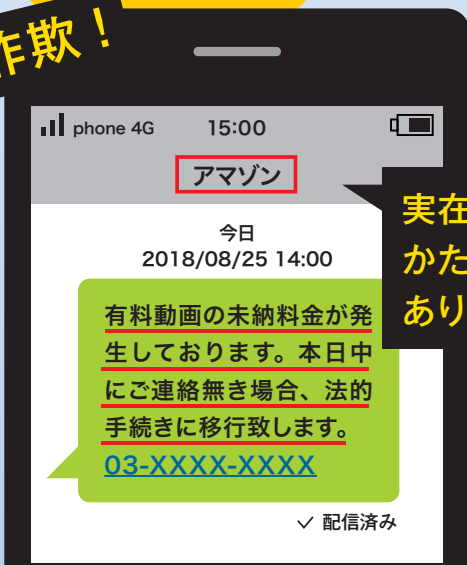 詐欺！
phone 4G 15:00
アマゾン
実在
かた
あり
今日
2018/08/25 14:00
有料動画の未納料金が発
生しております。本日中
にご連絡無き場合、法的
手続きに移行致します。
03-XXXX-XXXX
✓ 配信済み